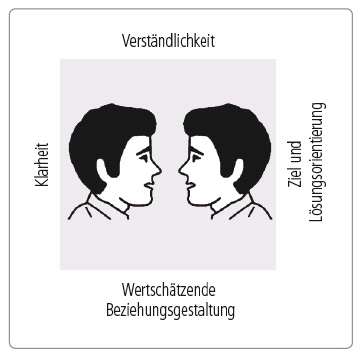 Verständlichkeit
Klarheit
Ziel und
Lösungsorientierung
Wertschätzende
Beziehungsgestaltung